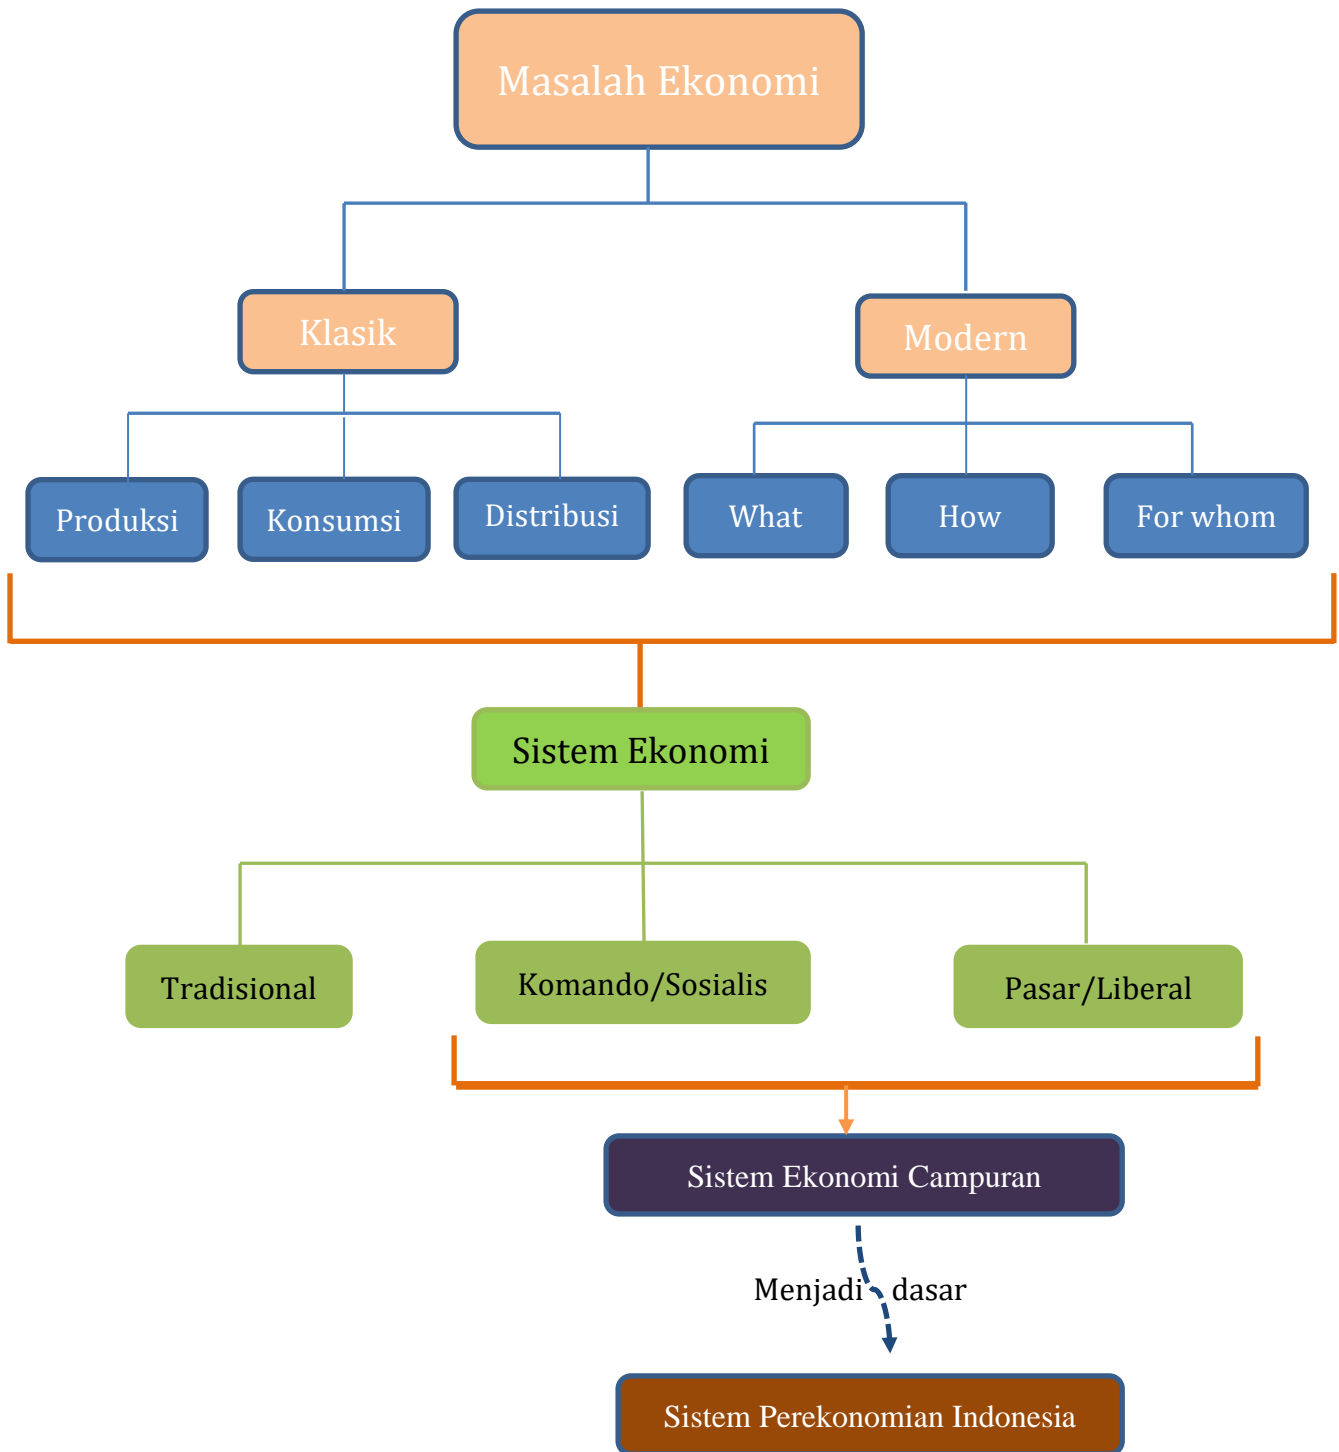 Masalah Ekonomi
Klasik
Modern
Produksi
Konsumsi
Distribusi
What
How
For whom
Sistem Ekonomi
Tradisional
Komando/Sosialis
Pasar/Liberal
Sistem Ekonomi Campuran
Menjadi dasar
Sistem Perekonomian Indonesia